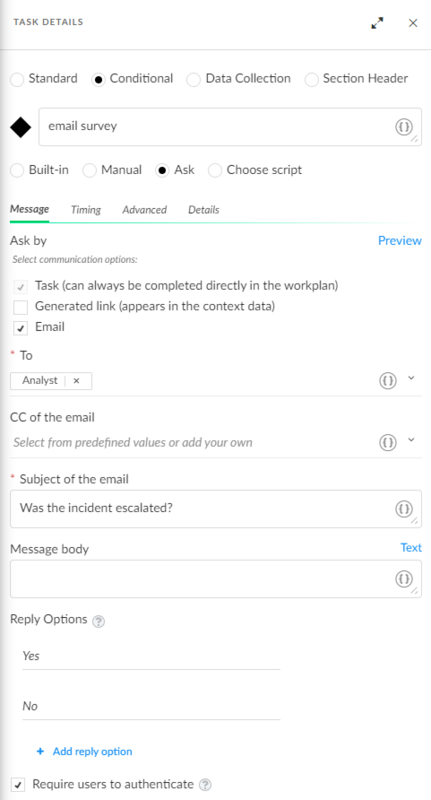 TASK DETAILS
Standard Conditional Data Collection Section Header
email survey
Built-in Manual Ask Choose script
Message Timing Advanced Details
Ask by Preview
Select communication options:
Task (can always be completed directly in the workplan)
Generated link (appears in the context data)
Email
* To
Analyst ×
CC of the email
Select from predefined values or add your own
* Subject of the email
Was the incident escalated?
Message body Text
Reply Options ?
Yes
No
+ Add reply option
Require users to authenticate ?